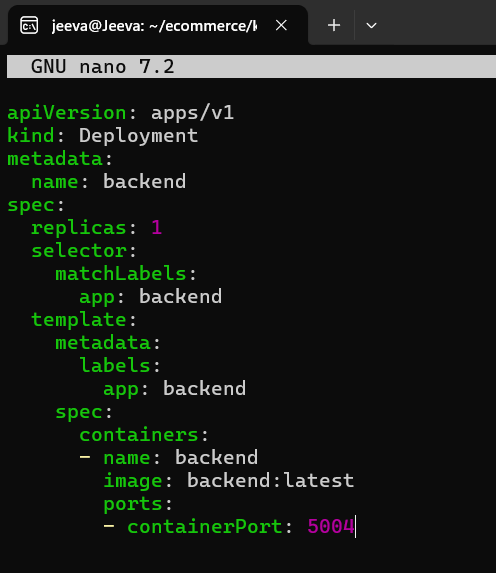 jeeva@Jeeva: ~/ecommerce/k
GNU nano 7.2
apiVersion: apps/v1
kind: Deployment
metadata:
  name: backend
spec:
  replicas: 1
  selector:
    matchLabels:
      app: backend
  template:
    metadata:
      labels:
        app: backend
    spec:
      containers:
      - name: backend
        image: backend:latest
        ports:
        - containerPort: 5004